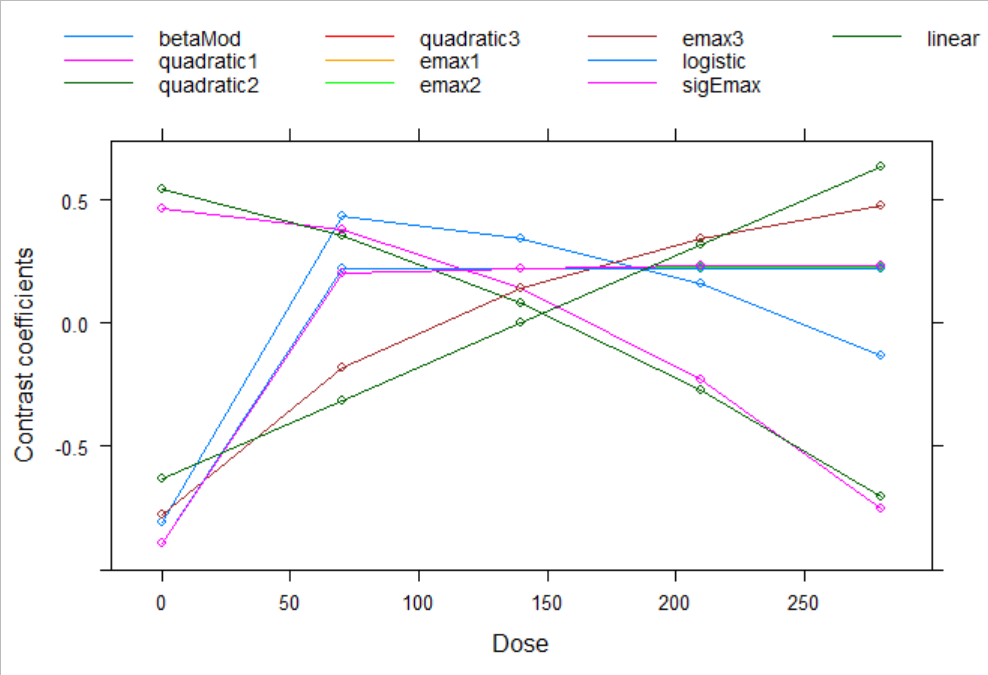 betaMod quadratic3 emax3 linear
quadratic1 emax1 logistic
quadratic2 emax2 sigEmax
0.5
0.0
-0.5
Contrast coefficients
0 50 100 150 200 250
Dose